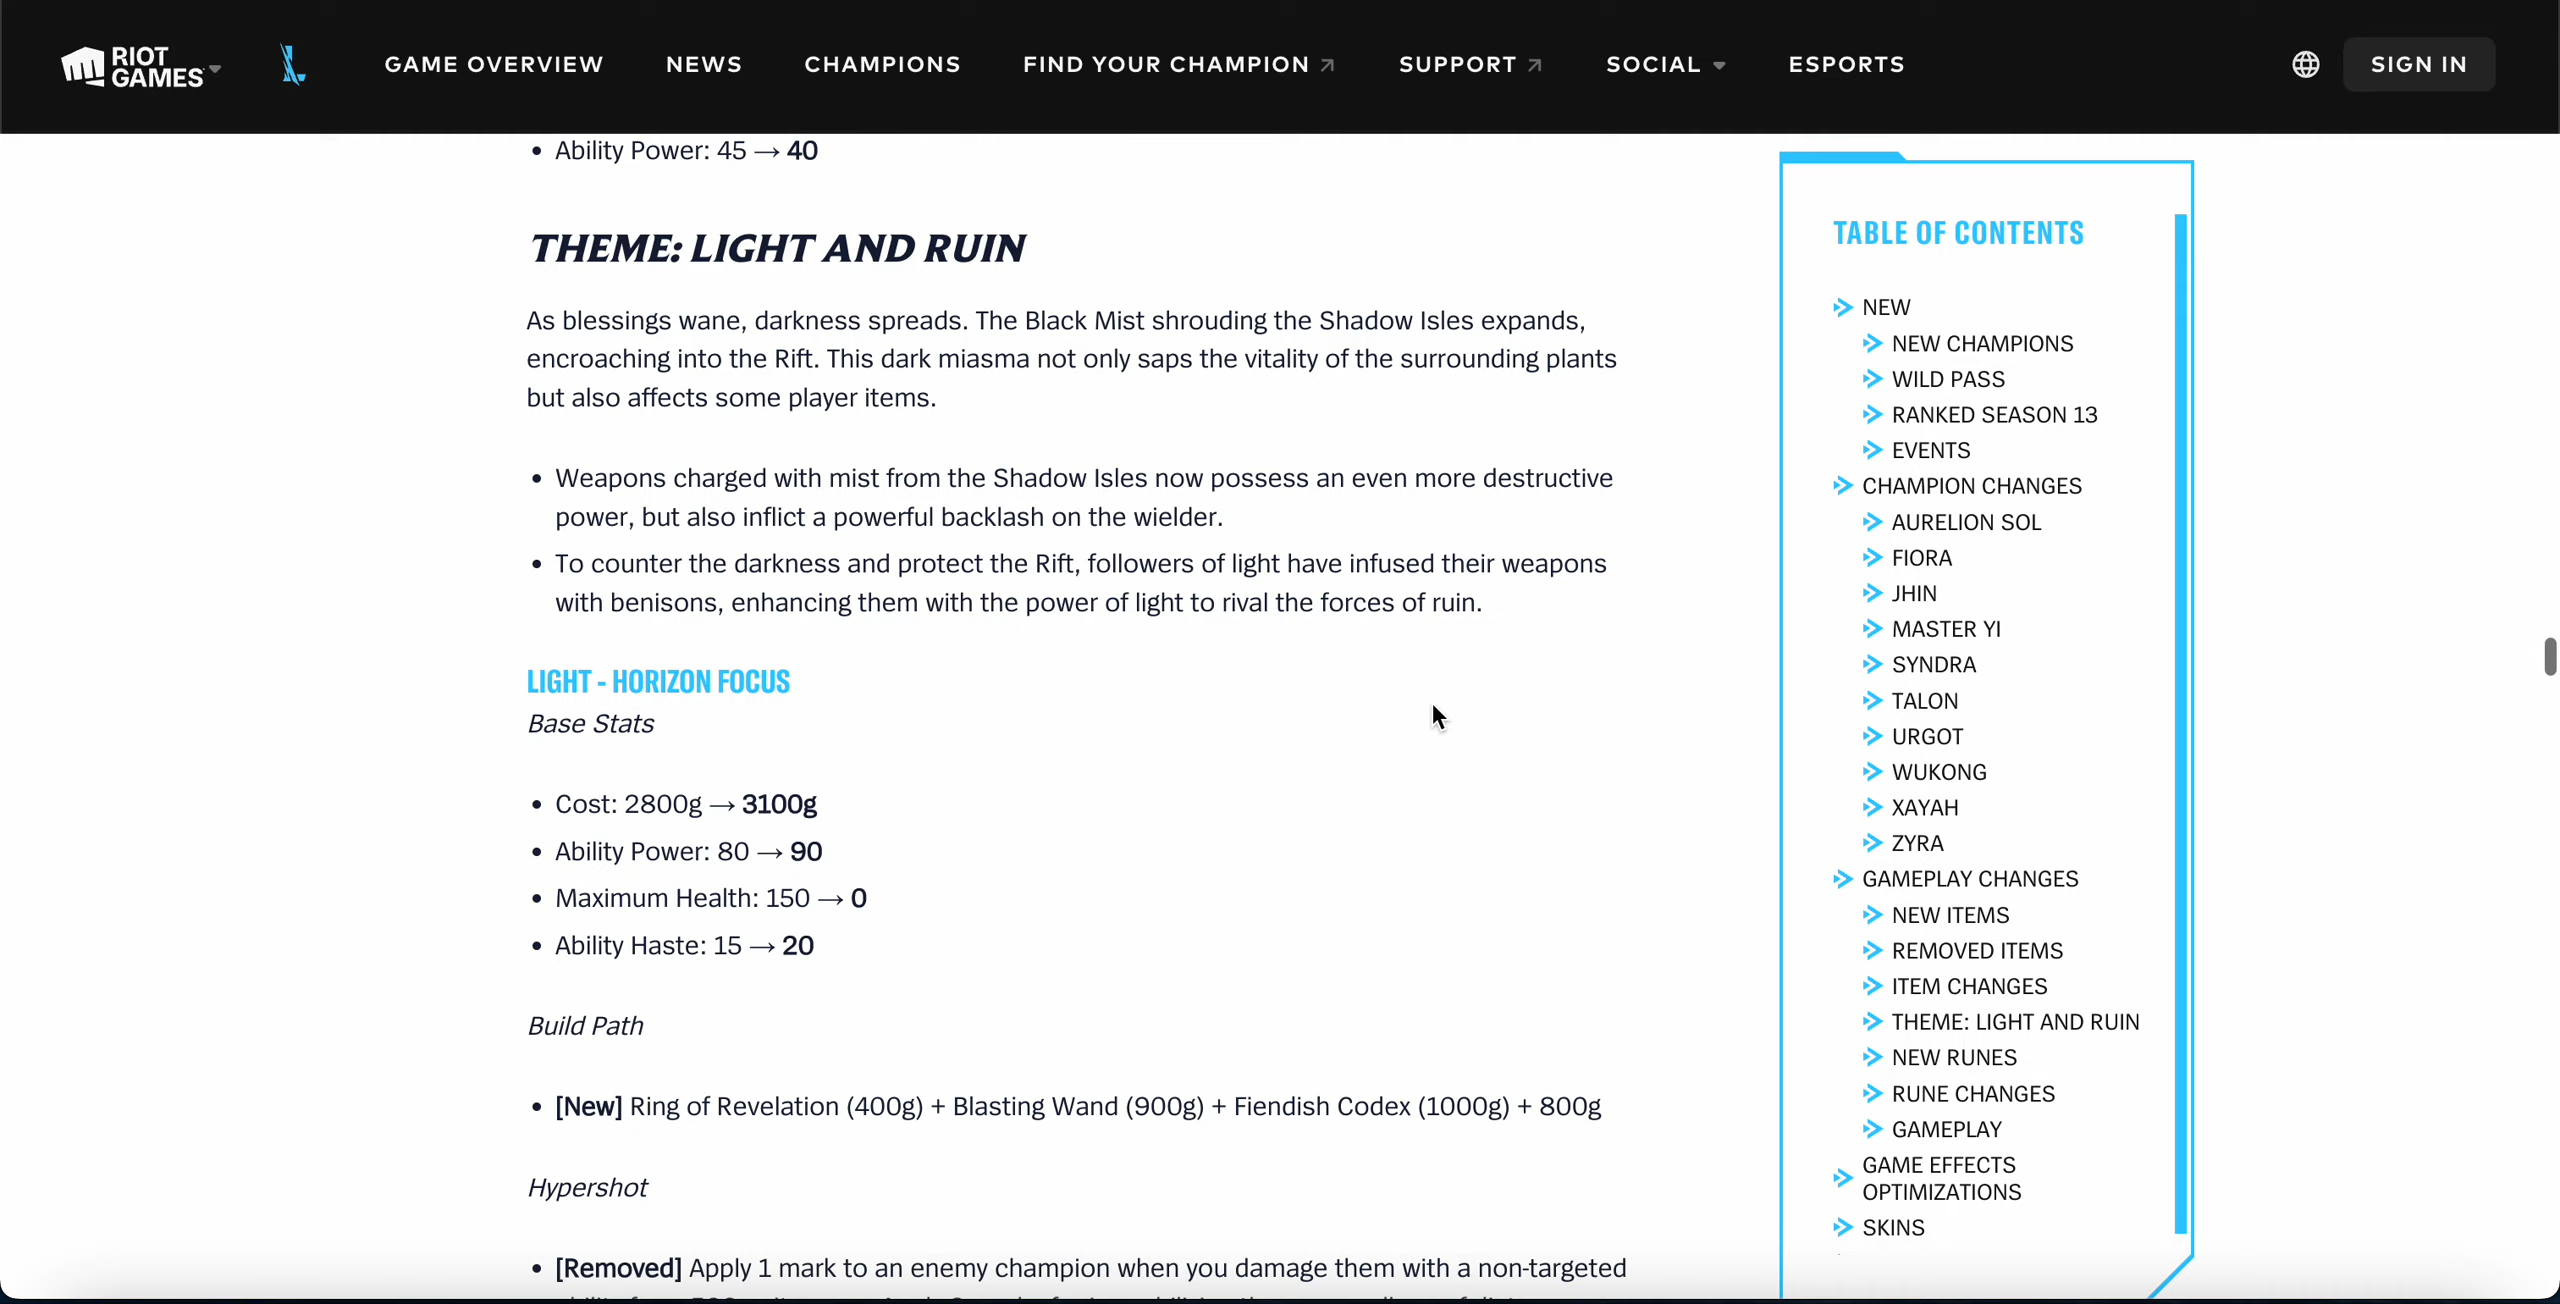 RIOT GAMES
GAME OVERVIEW
NEWS
CHAMPIONS
FIND YOUR CHAMPION
SUPPORT
SOCIAL
ESPORTS
SIGN IN
• Ability Power: 45 → 40
THEME: LIGHT AND RUIN
As blessings wane, darkness spreads. The Black Mist shrouding the Shadow Isles expands,
encroaching into the Rift. This dark miasma not only saps the vitality of the surrounding plants
but also affects some player items.
• Weapons charged with mist from the Shadow Isles now possess an even more destructive
power, but also inflict a powerful backlash on the wielder.
• To counter the darkness and protect the Rift, followers of light have infused their weapons
with benisons, enhancing them with the power of light to rival the forces of ruin.
LIGHT - HORIZON FOCUS
Base Stats
• Cost: 2800g → 3100g
• Ability Power: 80 → 90
• Maximum Health: 150 → 0
• Ability Haste: 15 → 20
Build Path
• [New] Ring of Revelation (400g) + Blasting Wand (900g) + Fiendish Codex (1000g) + 800g
Hypershot
• [Removed] Apply 1 mark to an enemy champion when you damage them with a non-targeted
TABLE OF CONTENTS
NEW
NEW CHAMPIONS
WILD PASS
RANKED SEASON 13
EVENTS
CHAMPION CHANGES
AURELION SOL
FIORA
JHIN
MASTER YI
SYNDRA
TALON
URGOT
WUKONG
XAYAH
ZYRA
GAMEPLAY CHANGES
NEW ITEMS
REMOVED ITEMS
ITEM CHANGES
THEME: LIGHT AND RUIN
NEW RUNES
RUNE CHANGES
GAMEPLAY
GAME EFFECTS
OPTIMIZATIONS
SKINS